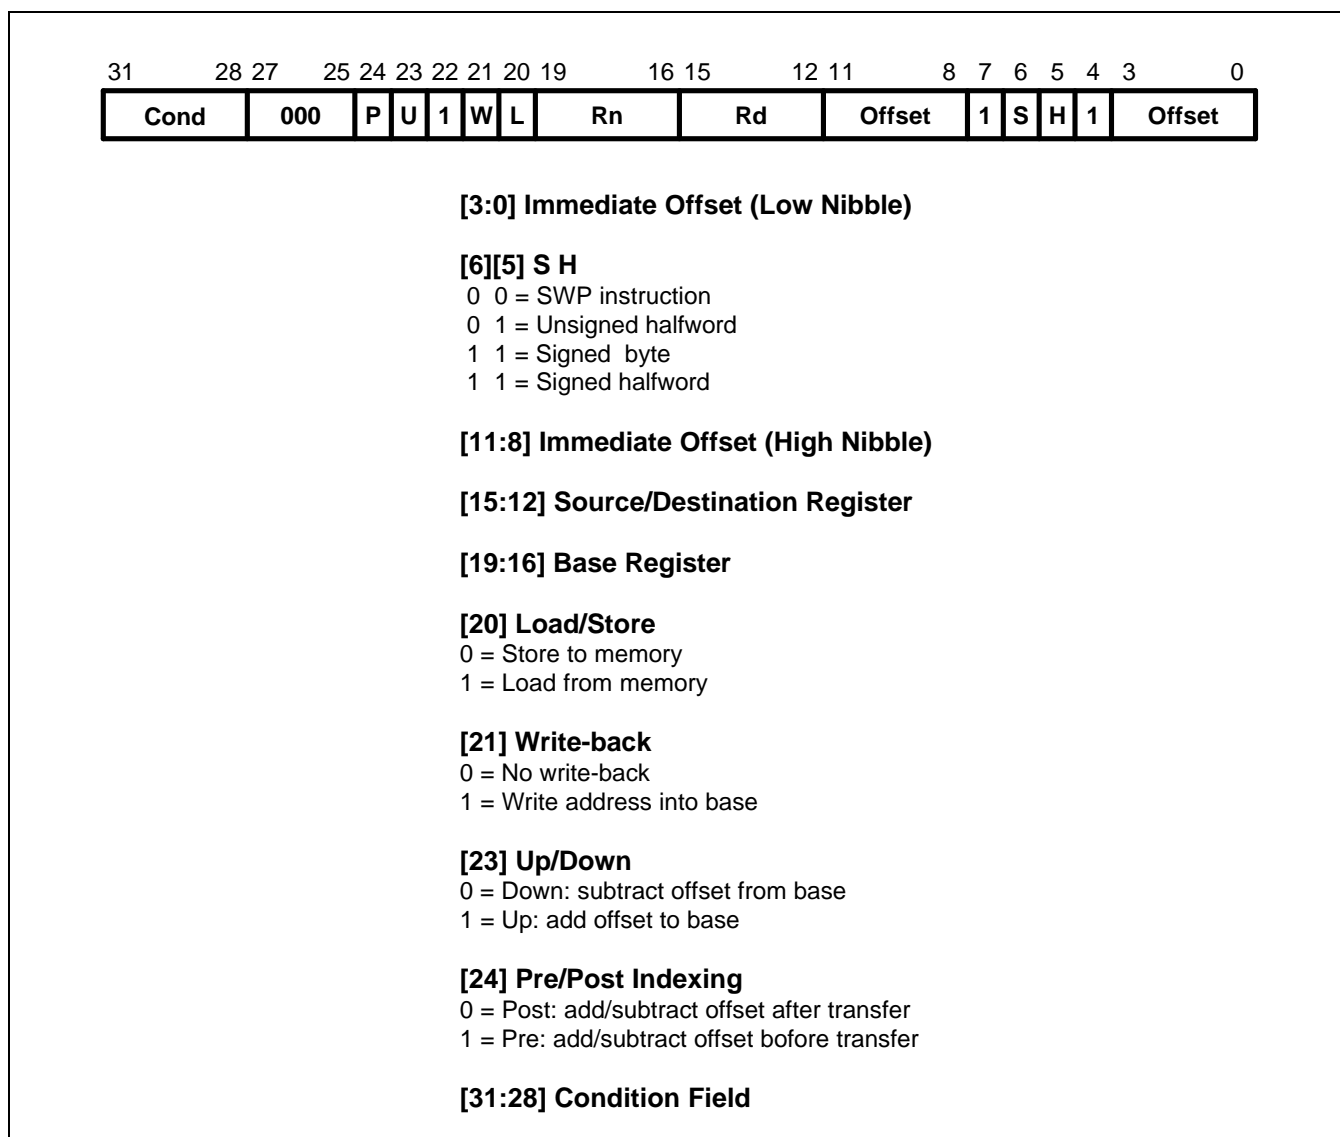 31 28 27 25 24 23 22 21 20 19 16 15 12 11 8 7 6 5 4 3 0
Cond 000 P U 1 W L Rn Rd Offset 1 S H 1 Offset
[3:0] Immediate Offset (Low Nibble)
[6][5] S H
0 0 = SWP instruction
0 1 = Unsigned halfword
1 1 = Signed byte
1 1 = Signed halfword
[11:8] Immediate Offset (High Nibble)
[15:12] Source/Destination Register
[19:16] Base Register
[20] Load/Store
0 = Store to memory
1 = Load from memory
[21] Write-back
0 = No write-back
1 = Write address into base
[23] Up/Down
0 = Down: subtract offset from base
1 = Up: add offset to base
[24] Pre/Post Indexing
0 = Post: add/subtract offset after transfer
1 = Pre: add/subtract offset bofore transfer
[31:28] Condition Field